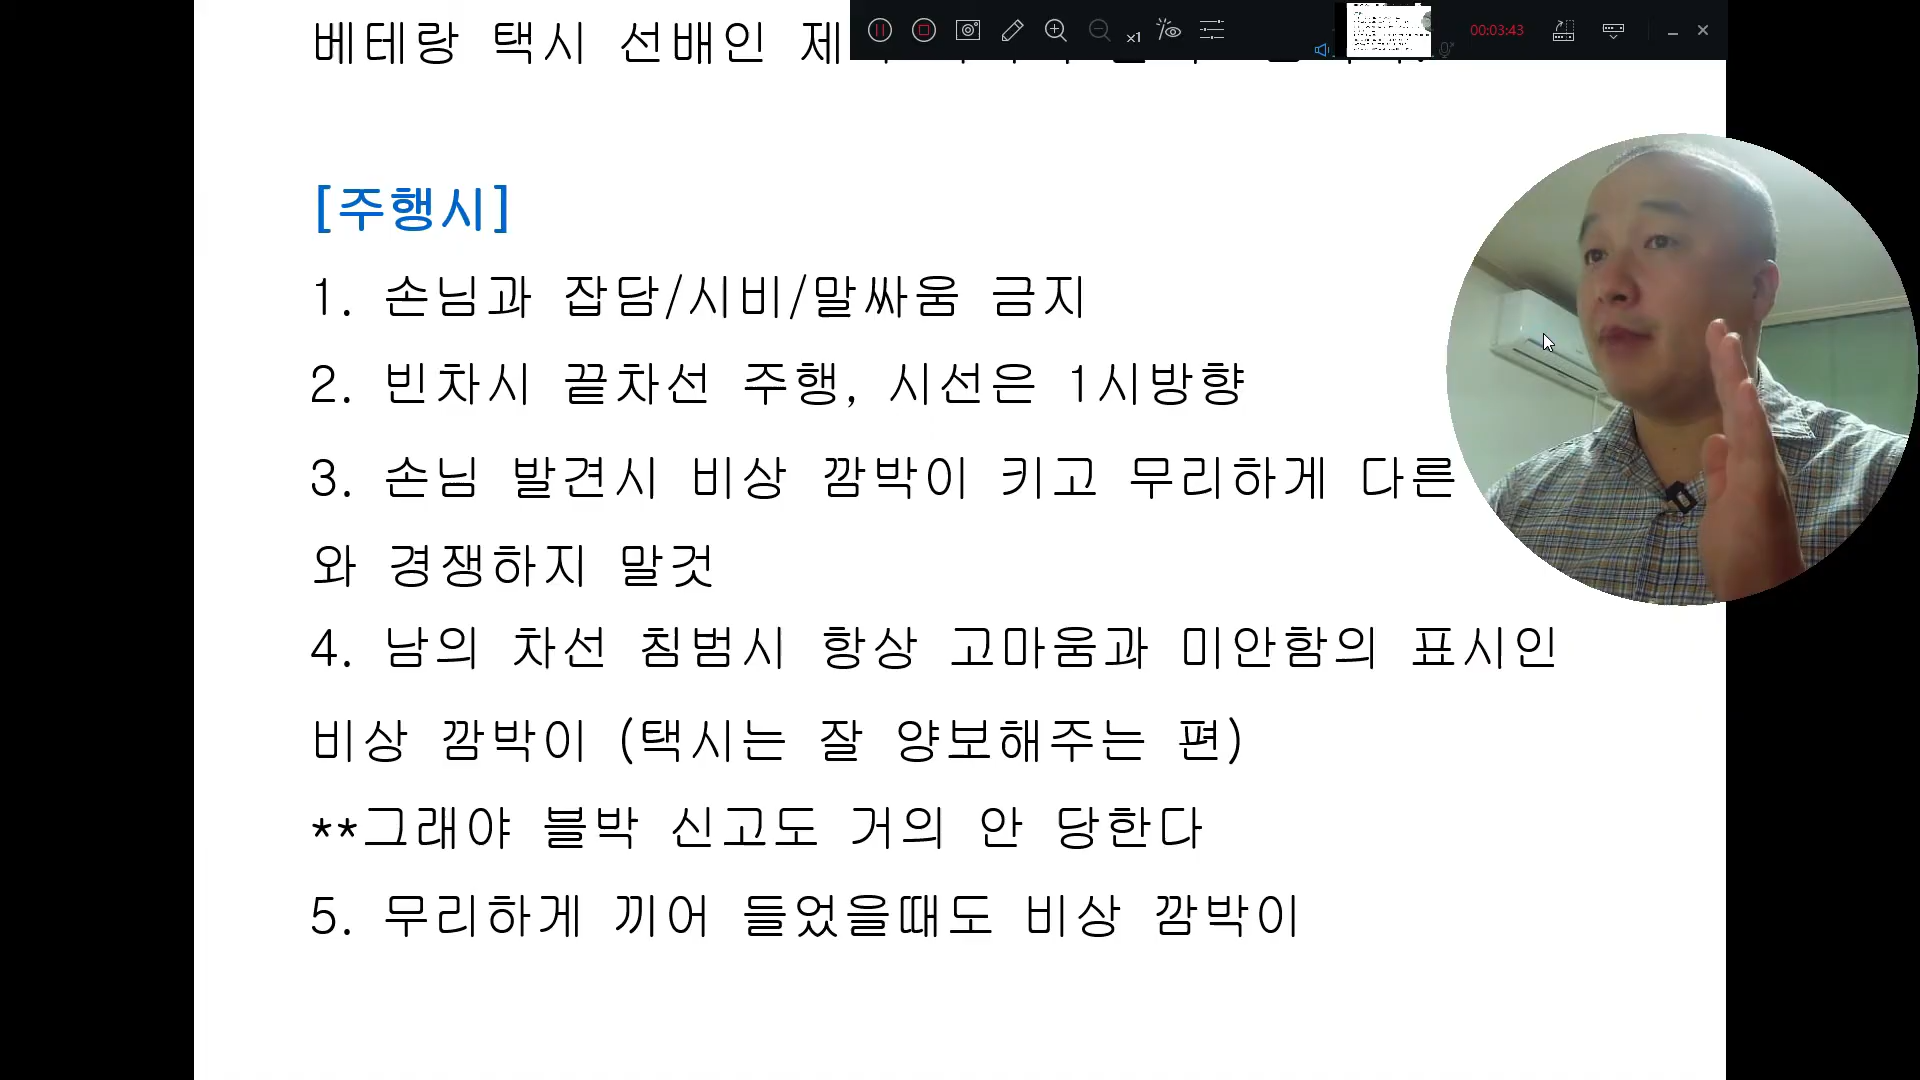 베테랑 택시 선배인 제
x1
00:03:43
[주행시]
1. 손님과 잡담/시비/말싸움 금지
2. 빈차시 끝차선 주행, 시선은 1시방향
3. 손님 발견시 비상 깜박이 키고 무리하게 다른
와 경쟁하지 말것
4. 남의 차선 침범시 항상 고마움과 미안함의 표시인
비상 깜박이 (택시는 잘 양보해주는 편)
**그래야 블박 신고도 거의 안 당한다
5. 무리하게 끼어 들었을때도 비상 깜박이